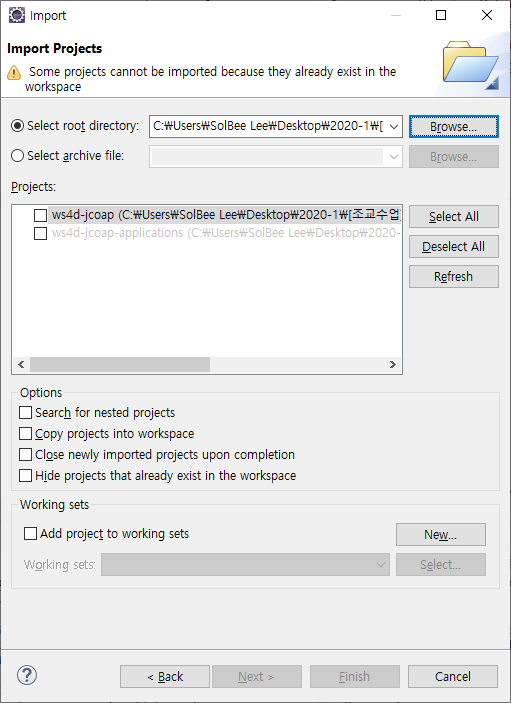 Import
Import Projects
Some projects cannot be imported because they already exist in the
workspace
Select root directory: C:₩Users₩SolBee Lee₩Desktop₩2020-1₩[ Browse...
Select archive file: Browse...
Projects:
ws4d-jcoap (C:₩Users₩SolBee Lee₩Desktop₩2020-1₩[조교수업 Select All
ws4d-jcoap-applications (C:₩Users₩SolBee Lee₩Desktop₩2020-
Deselect All
Refresh
Options
Search for nested projects
Copy projects into workspace
Close newly imported projects upon completion
Hide projects that already exist in the workspace
Working sets
Add project to working sets New...
Working sets: Select...
? < Back Next > Finish Cancel